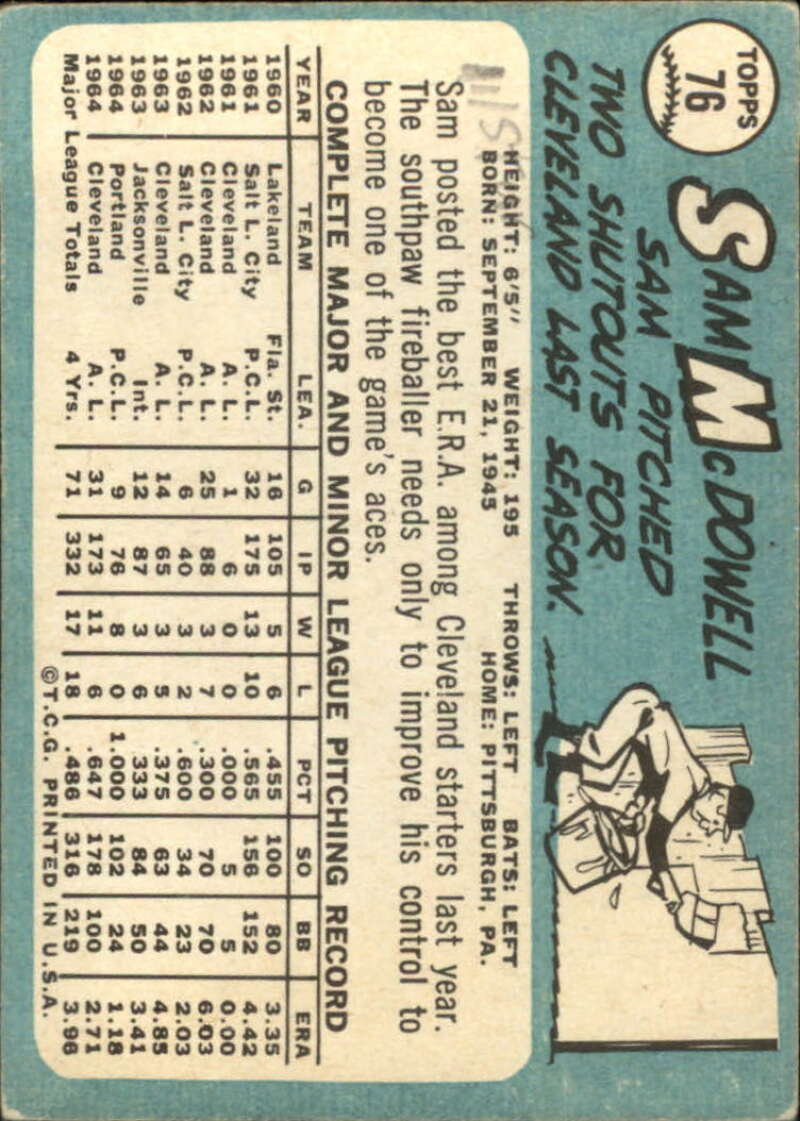 TOPPS
76
SAM McDOWELL
SAM PITCHED
TWO SHUTOUTS FOR
CLEVELAND LAST SEASON.
HEIGHT: 6'5" WEIGHT: 195 THROWS: LEFT BATS: LEFT
BORN: SEPTEMBER 21, 1945 HOME: PITTSBURGH, PA.
Sam posted the best E.R.A. among Cleveland starters last year.
The southpaw fireballer needs only to improve his control to
become one of the game's aces.
COMPLETE MAJOR AND MINOR LEAGUE PITCHING RECORD
YEAR TEAM LEA. G IP W L PCT SO BB ERA
1960 Lakeland Fla. St. 16 105 5 6 .455 100 80 3.35
1961 Salt L. City P.C.L. 32 175 13 10 .565 156 152 4.42
1961 Cleveland A. L. 1 6 0 0 .000 5 5 0.00
1962 Cleveland A. L. 25 88 3 7 .300 70 70 6.03
1962 Salt L. City P.C.L. 6 40 3 2 .600 34 23 2.03
1963 Cleveland A. L. 14 65 3 5 .375 63 44 4.85
1963 Jacksonville Int. 12 87 3 6 .333 84 50 3.41
1964 Portland P.C.L. 9 76 8 0 1.000 102 24 1.18
1964 Cleveland A. L. 31 173 11 6 .647 178 100 2.71
Major League Totals 4 Yrs. 71 332 17 18 .486 316 219 3.96
©T.C.G. PRINTED IN U.S.A.